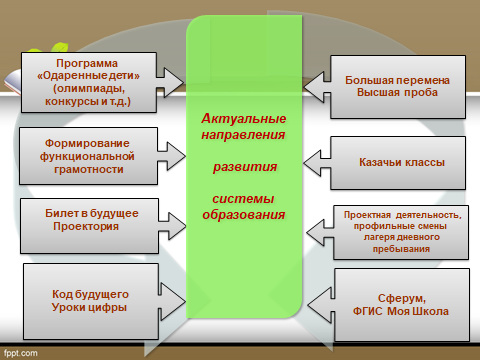 Программа
«Одаренные дети»
(олимпиады,
конкурсы и т.д.)
Формирование
функциональной
грамотности
Билет в будущее
Проектория
Код будущего
Уроки цифры
Актуальные
направления
развития
системы
образования
Большая перемена
Высшая проба
Казачьи классы
Проектная деятельность,
профильные смены
лагеря дневного
пребывания
Сферум,
ФГИС Моя Школа
fppt.com